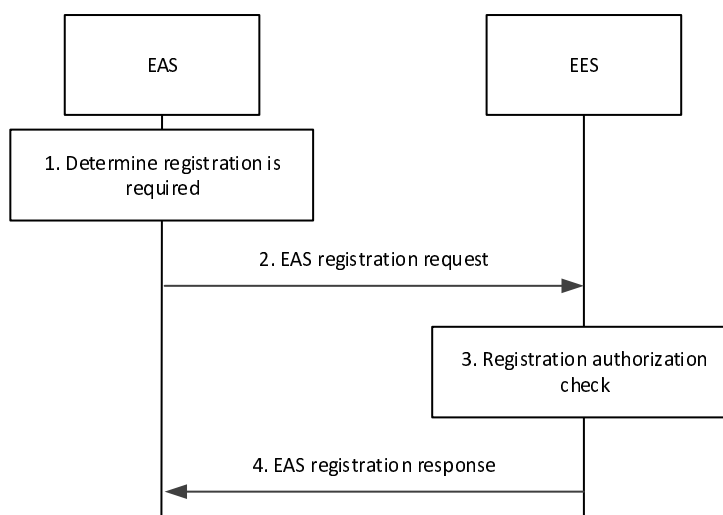 EAS
EES
1. Determine registration is
required
2. EAS registration request
3. Registration authorization
check
4. EAS registration response